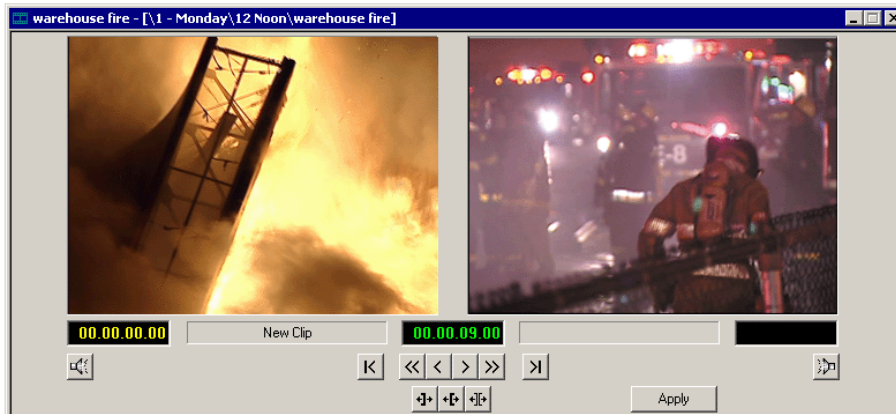 warehouse fire - [\1 - Monday\12 Noon\warehouse fire]
E-8
00.00.00.00
New Clip
00.00.09.00
Apply